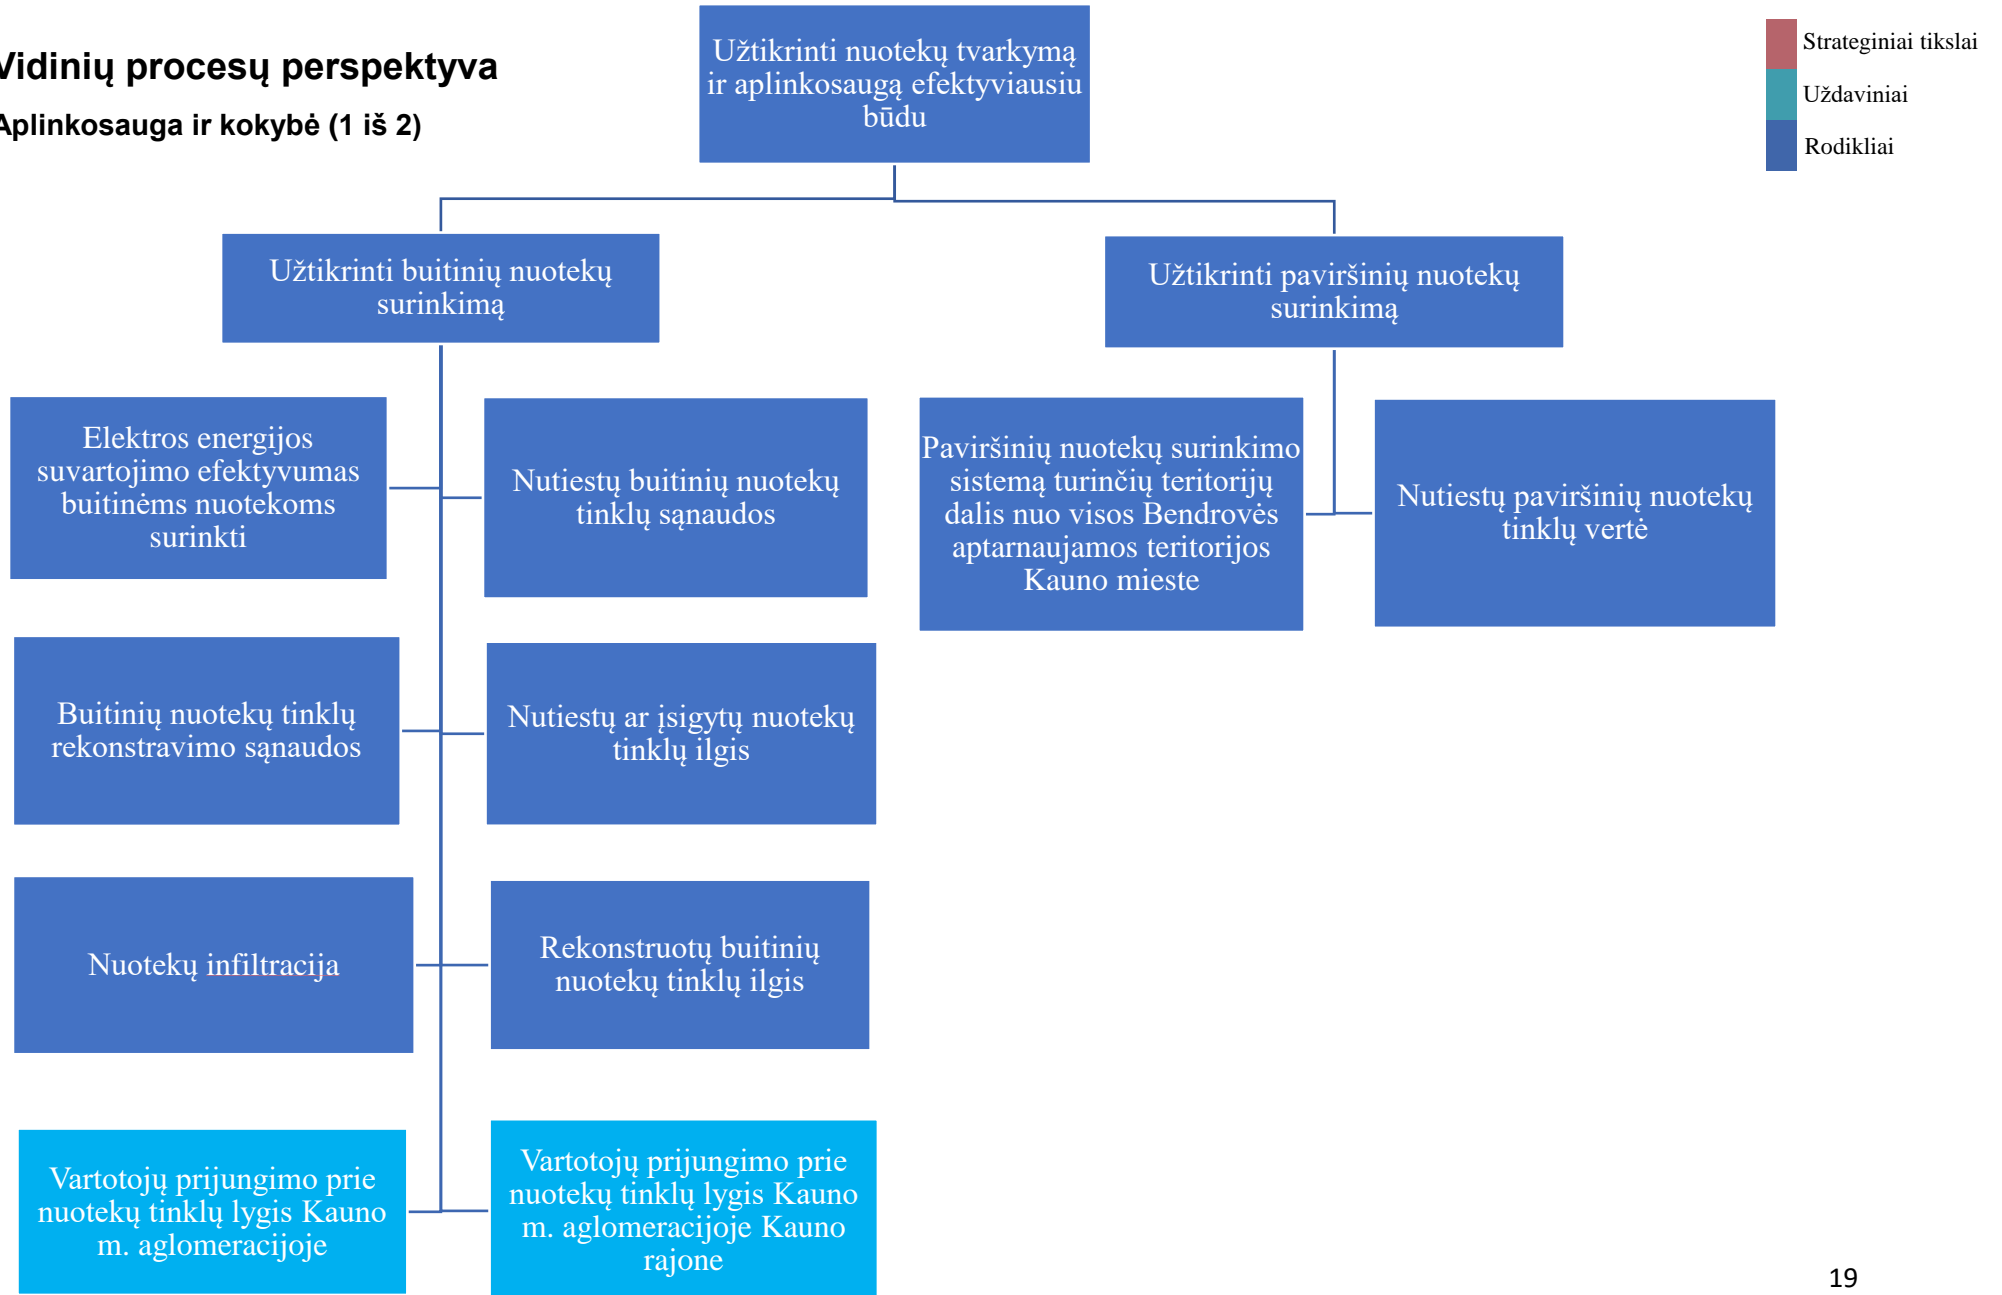 Vidinių procesų perspektyva
Aplinkosauga ir kokybė (1 iš 2)
Užtikrinti nuotekų tvarkymą
ir aplinkosaugą efektyviausiu
būdu
Strateginiai tikslai
Uždaviniai
Rodikliai
Užtikrinti buitinių nuotekų
surinkimą
Užtikrinti paviršinių nuotekų
surinkimą
Elektros energijos
suvartojimo efektyvumas
buitinėms nuotekoms
surinkti
Nutiestų buitinių nuotekų
tinklų sąnaudos
Paviršinių nuotekų surinkimo
sistemą turinčių teritorijų
dalis nuo visos Bendrovės
aptarnaujamos teritorijos
Kauno mieste
Nutiestų paviršinių nuotekų
tinklų vertė
Buitinių nuotekų tinklų
rekonstravimo sąnaudos
Nutiestų ar įsigytų nuotekų
tinklų ilgis
Nuotekų infiltracija
Rekonstruotų buitinių
nuotekų tinklų ilgis
Vartotojų prijungimo prie
nuotekų tinklų lygis Kauno
m. aglomeracijoje
Vartotojų prijungimo prie
nuotekų tinklų lygis Kauno
m. aglomeracijoje Kauno
rajone
19